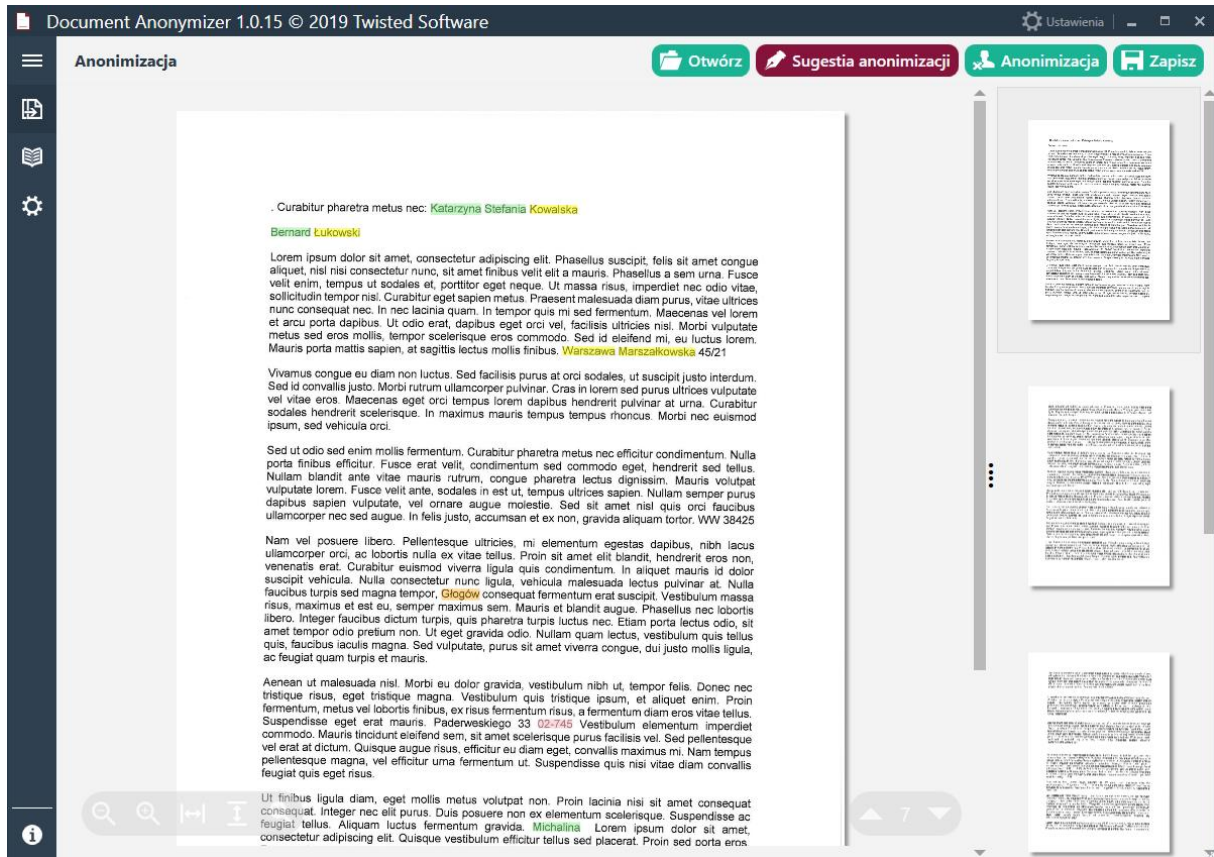 Document Anonymizer 1.0.15 © 2019 Twisted Software
Ustawienia
Anonimizacja
Otwórz
Sugestia anonimizacji
Anonimizacja
Zapisz
. Curabitur pharetra metus nec: Katarzyna Stefania Kowalska
Bernard Łukowski
Lorem ipsum dolor sit amet, consectetur adipiscing elit. Phasellus suscipit, felis sit amet congue
aliquet, nisl nisi consectetur nunc, sit amet finibus velit elit a mauris. Phasellus a sem urna. Fusce
velit enim, tempus ut sodales et, porttitor eget neque. Ut massa risus, imperdiet nec odio vitae,
sollicitudin tempor nisl. Curabitur eget sapien metus. Praesent malesuada diam purus, vitae ultrices
nunc consequat nec. In nec lacinia quam. In tempor quis mi sed fermentum. Maecenas vel lorem
et arcu porta dapibus. Ut odio erat, dapibus eget orci vel, facilisis ultricies nisl. Morbi vulputate
metus sed eros mollis, tempor scelerisque eros commodo. Sed id eleifend mi, eu luctus lorem.
Mauris porta mattis sapien, at sagittis lectus mollis finibus. Warszawa Marszałkowska 45/21
Vivamus congue eu diam non luctus. Sed facilisis purus at orci sodales, ut suscipit justo interdum.
Sed id convallis justo. Morbi rutrum ullamcorper pulvinar. Cras in lorem sed purus ultrices vulputate
vel vitae eros. Maecenas eget orci tempus lorem dapibus hendrerit pulvinar at urna. Curabitur
sodales hendrerit scelerisque. In maximus mauris tempus tempus rhoncus. Morbi nec euismod
ipsum, sed vehicula orci.
Sed ut odio sed enim mollis fermentum. Curabitur pharetra metus nec efficitur condimentum. Nulla
porta finibus efficitur. Fusce erat velit, condimentum sed commodo eget, hendrerit sed tellus.
Nullam blandit ante vitae mauris rutrum, congue pharetra lectus dignissim. Mauris volutpat
vulputate lorem. Fusce velit ante, sodales in est ut, tempus ultrices sapien. Nullam semper purus
dapibus sapien vulputate, vel ornare augue molestie. Sed sit amet nisl quis orci faucibus
ullamcorper nec sed augue. In felis justo, accumsan et ex non, gravida aliquam tortor. WW 38425
Nam vel posuere libero. Pellentesque ultricies, mi elementum egestas dapibus, nibh lacus
ullamcorper orci, ac lobortis nulla ex vitae tellus. Proin sit amet elit blandit, hendrerit eros non,
venenatis erat. Curabitur euismod viverra ligula quis condimentum. In aliquet mauris id dolor
suscipit vehicula. Nulla consectetur nunc ligula, vehicula malesuada lectus pulvinar at. Nulla
faucibus turpis sed magna tempor, Głogów consequat fermentum erat suscipit. Vestibulum massa
risus, maximus et est eu, semper maximus sem. Mauris et blandit augue. Phasellus nec lobortis
libero. Integer faucibus dictum turpis, quis pharetra turpis luctus nec. Etiam porta lectus odio, sit
amet tempor odio pretium non. Ut eget gravida odio. Nullam quam lectus, vestibulum quis tellus
quis, faucibus iaculis magna. Sed vulputate, purus sit amet viverra congue, dui justo mollis ligula,
ac feugiat quam turpis et mauris.
Aenean ut malesuada nisl. Morbi eu dolor gravida, vestibulum nibh ut, tempor felis. Donec nec
tristique risus, eget tristique magna. Vestibulum quis tristique ipsum, et aliquet enim. Proin
fermentum, metus vel lobortis finibus, ex risus fermentum risus, a fermentum diam eros vitae tellus.
Suspendisse eget erat mauris. Paderweskiego 33 02-745 Vestibulum elementum imperdiet
commodo. Mauris tincidunt eleifend sem, sit amet scelerisque purus facilisis vel. Sed pellentesque
vel erat at dictum. Quisque augue risus, efficitur eu diam eget, convallis maximus mi. Nam tempus
pellentesque magna, vel efficitur urna fermentum ut. Suspendisse quis nisi vitae diam convallis
feugiat quis eget risus.
Ut finibus ligula diam, eget mollis metus volutpat non. Proin lacinia nisi sit amet consequat
consequat. Integer nec elit purus. Duis posuere non ex elementum scelerisque. Suspendisse ac
feugiat tellus. Aliquam luctus fermentum gravida. Michalina Lorem ipsum dolor sit amet,
consectetur adipiscing elit. Quisque vestibulum efficitur tellus sed placerat. Proin sed porta eros.
7